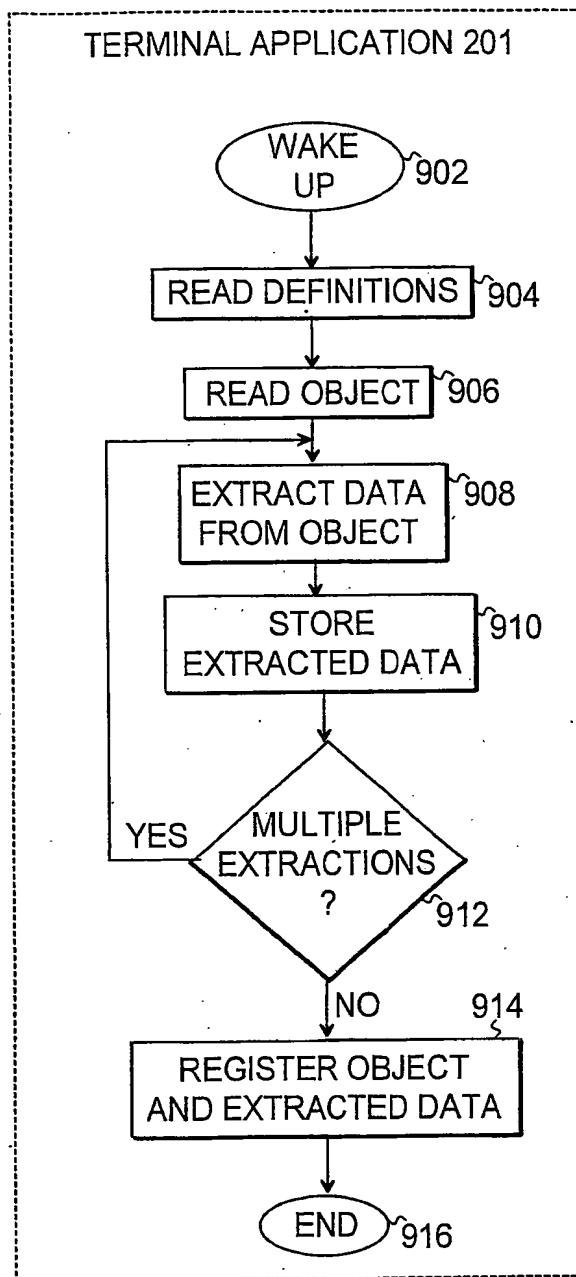 TERMINAL APPLICATION 201
WAKE
UP
902
READ DEFINITIONS
904
READ OBJECT
906
EXTRACT DATA
FROM OBJECT
908
STORE
EXTRACTED DATA
910
YES
MULTIPLE
EXTRACTIONS
?
912
NO
914
REGISTER OBJECT
AND EXTRACTED DATA
END
916